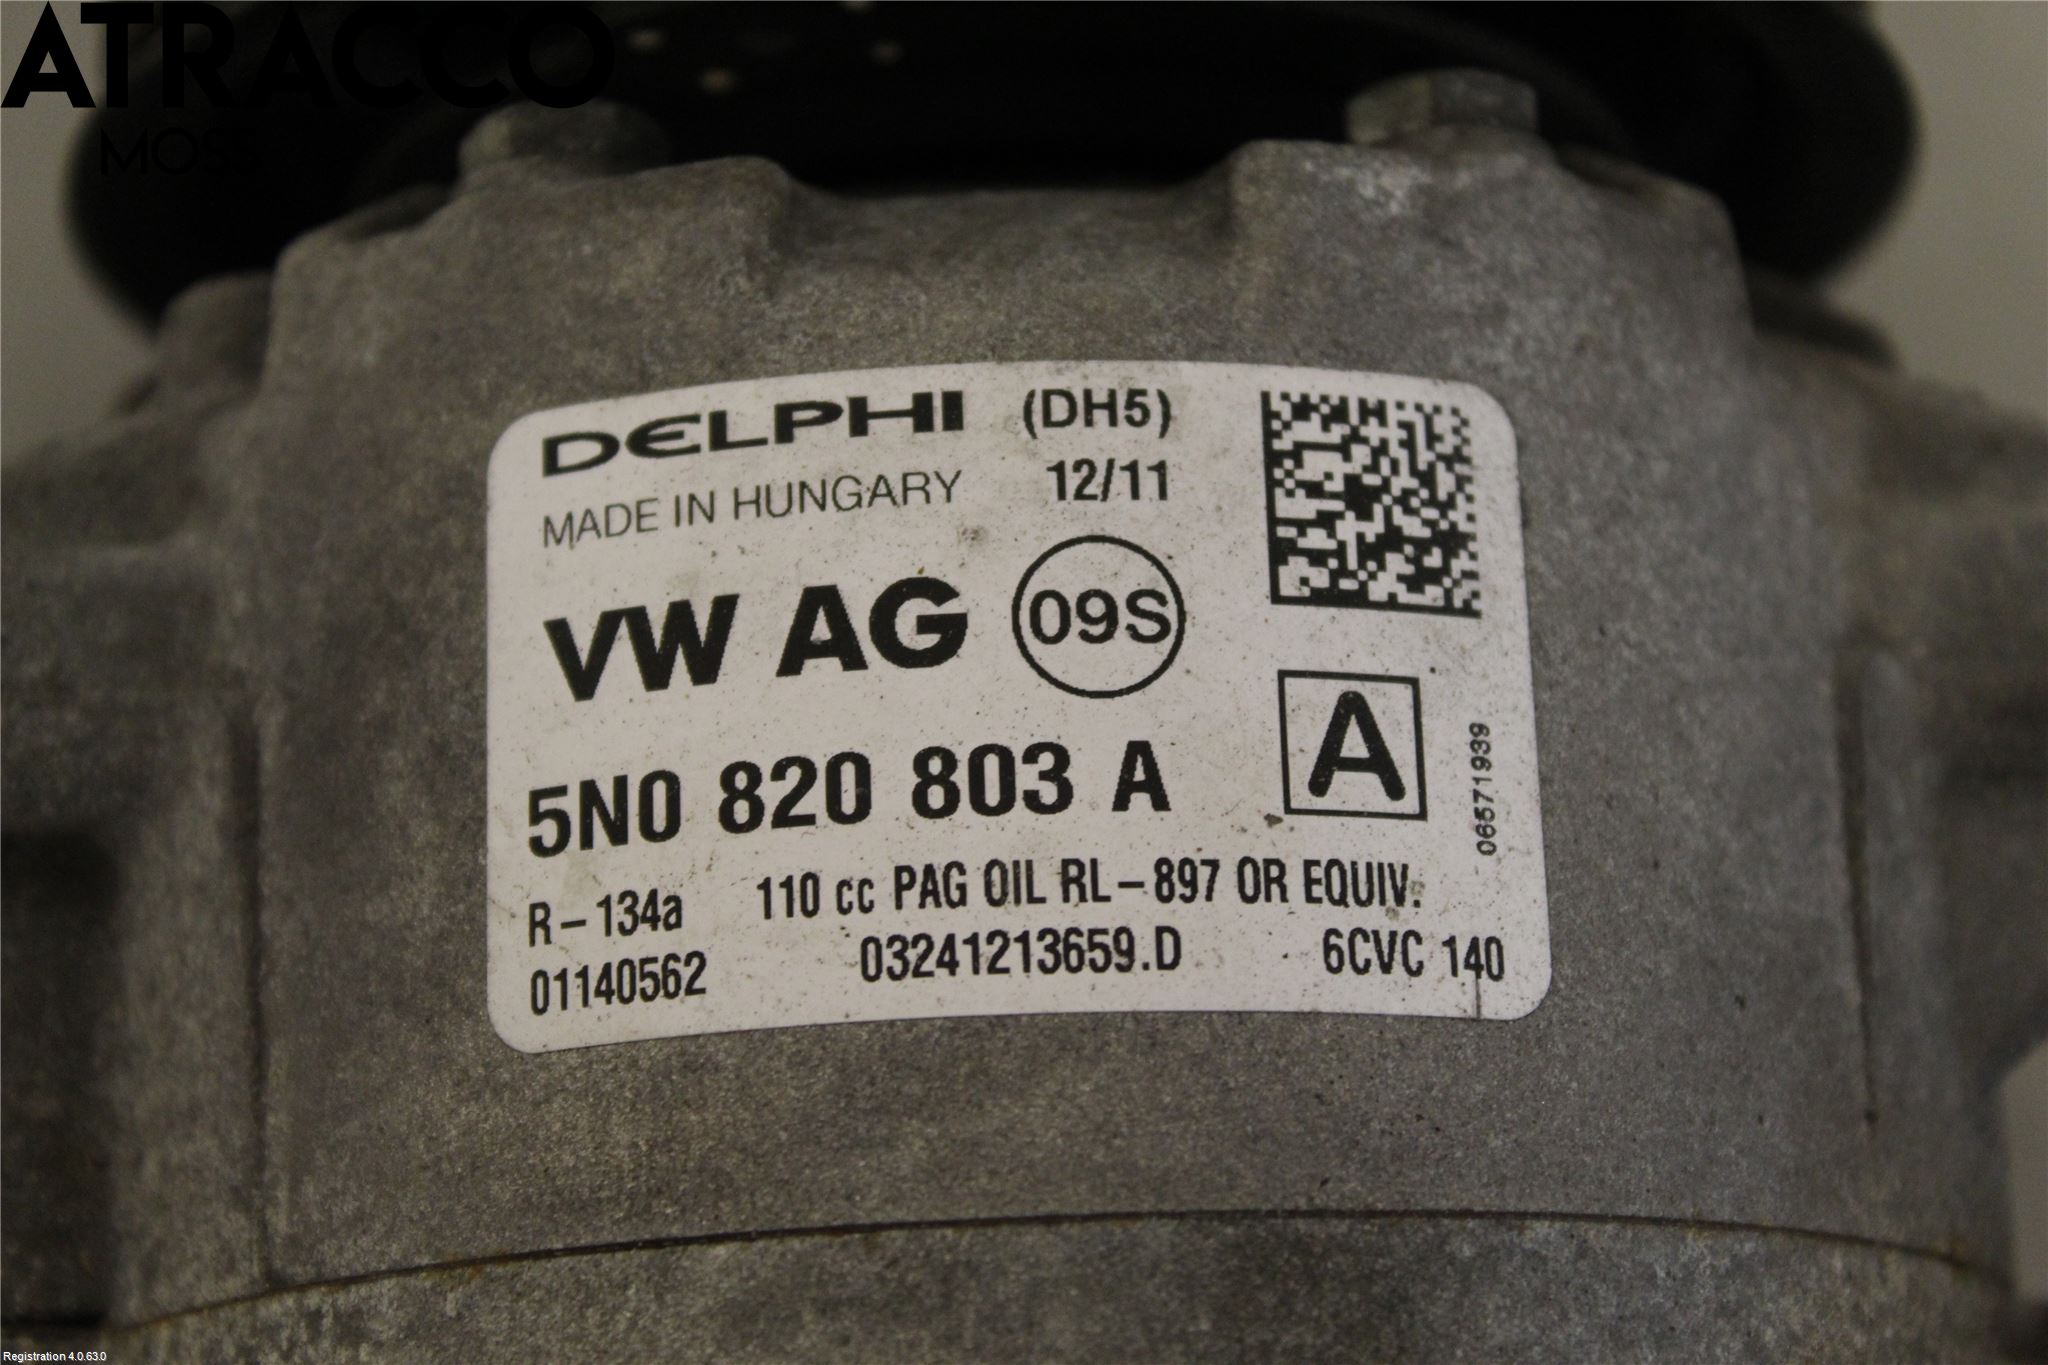 ATRACCO
MOSS
DELPHI (DH5)
MADE IN HUNGARY 12/11
VW AG 09S
A
5N0 820 803 A
06571939
R-134a 110 cc PAG OIL RL-897 OR EQUIV.
01140562 03241213659.D 6CVC 140
Registration 4.0.63.0